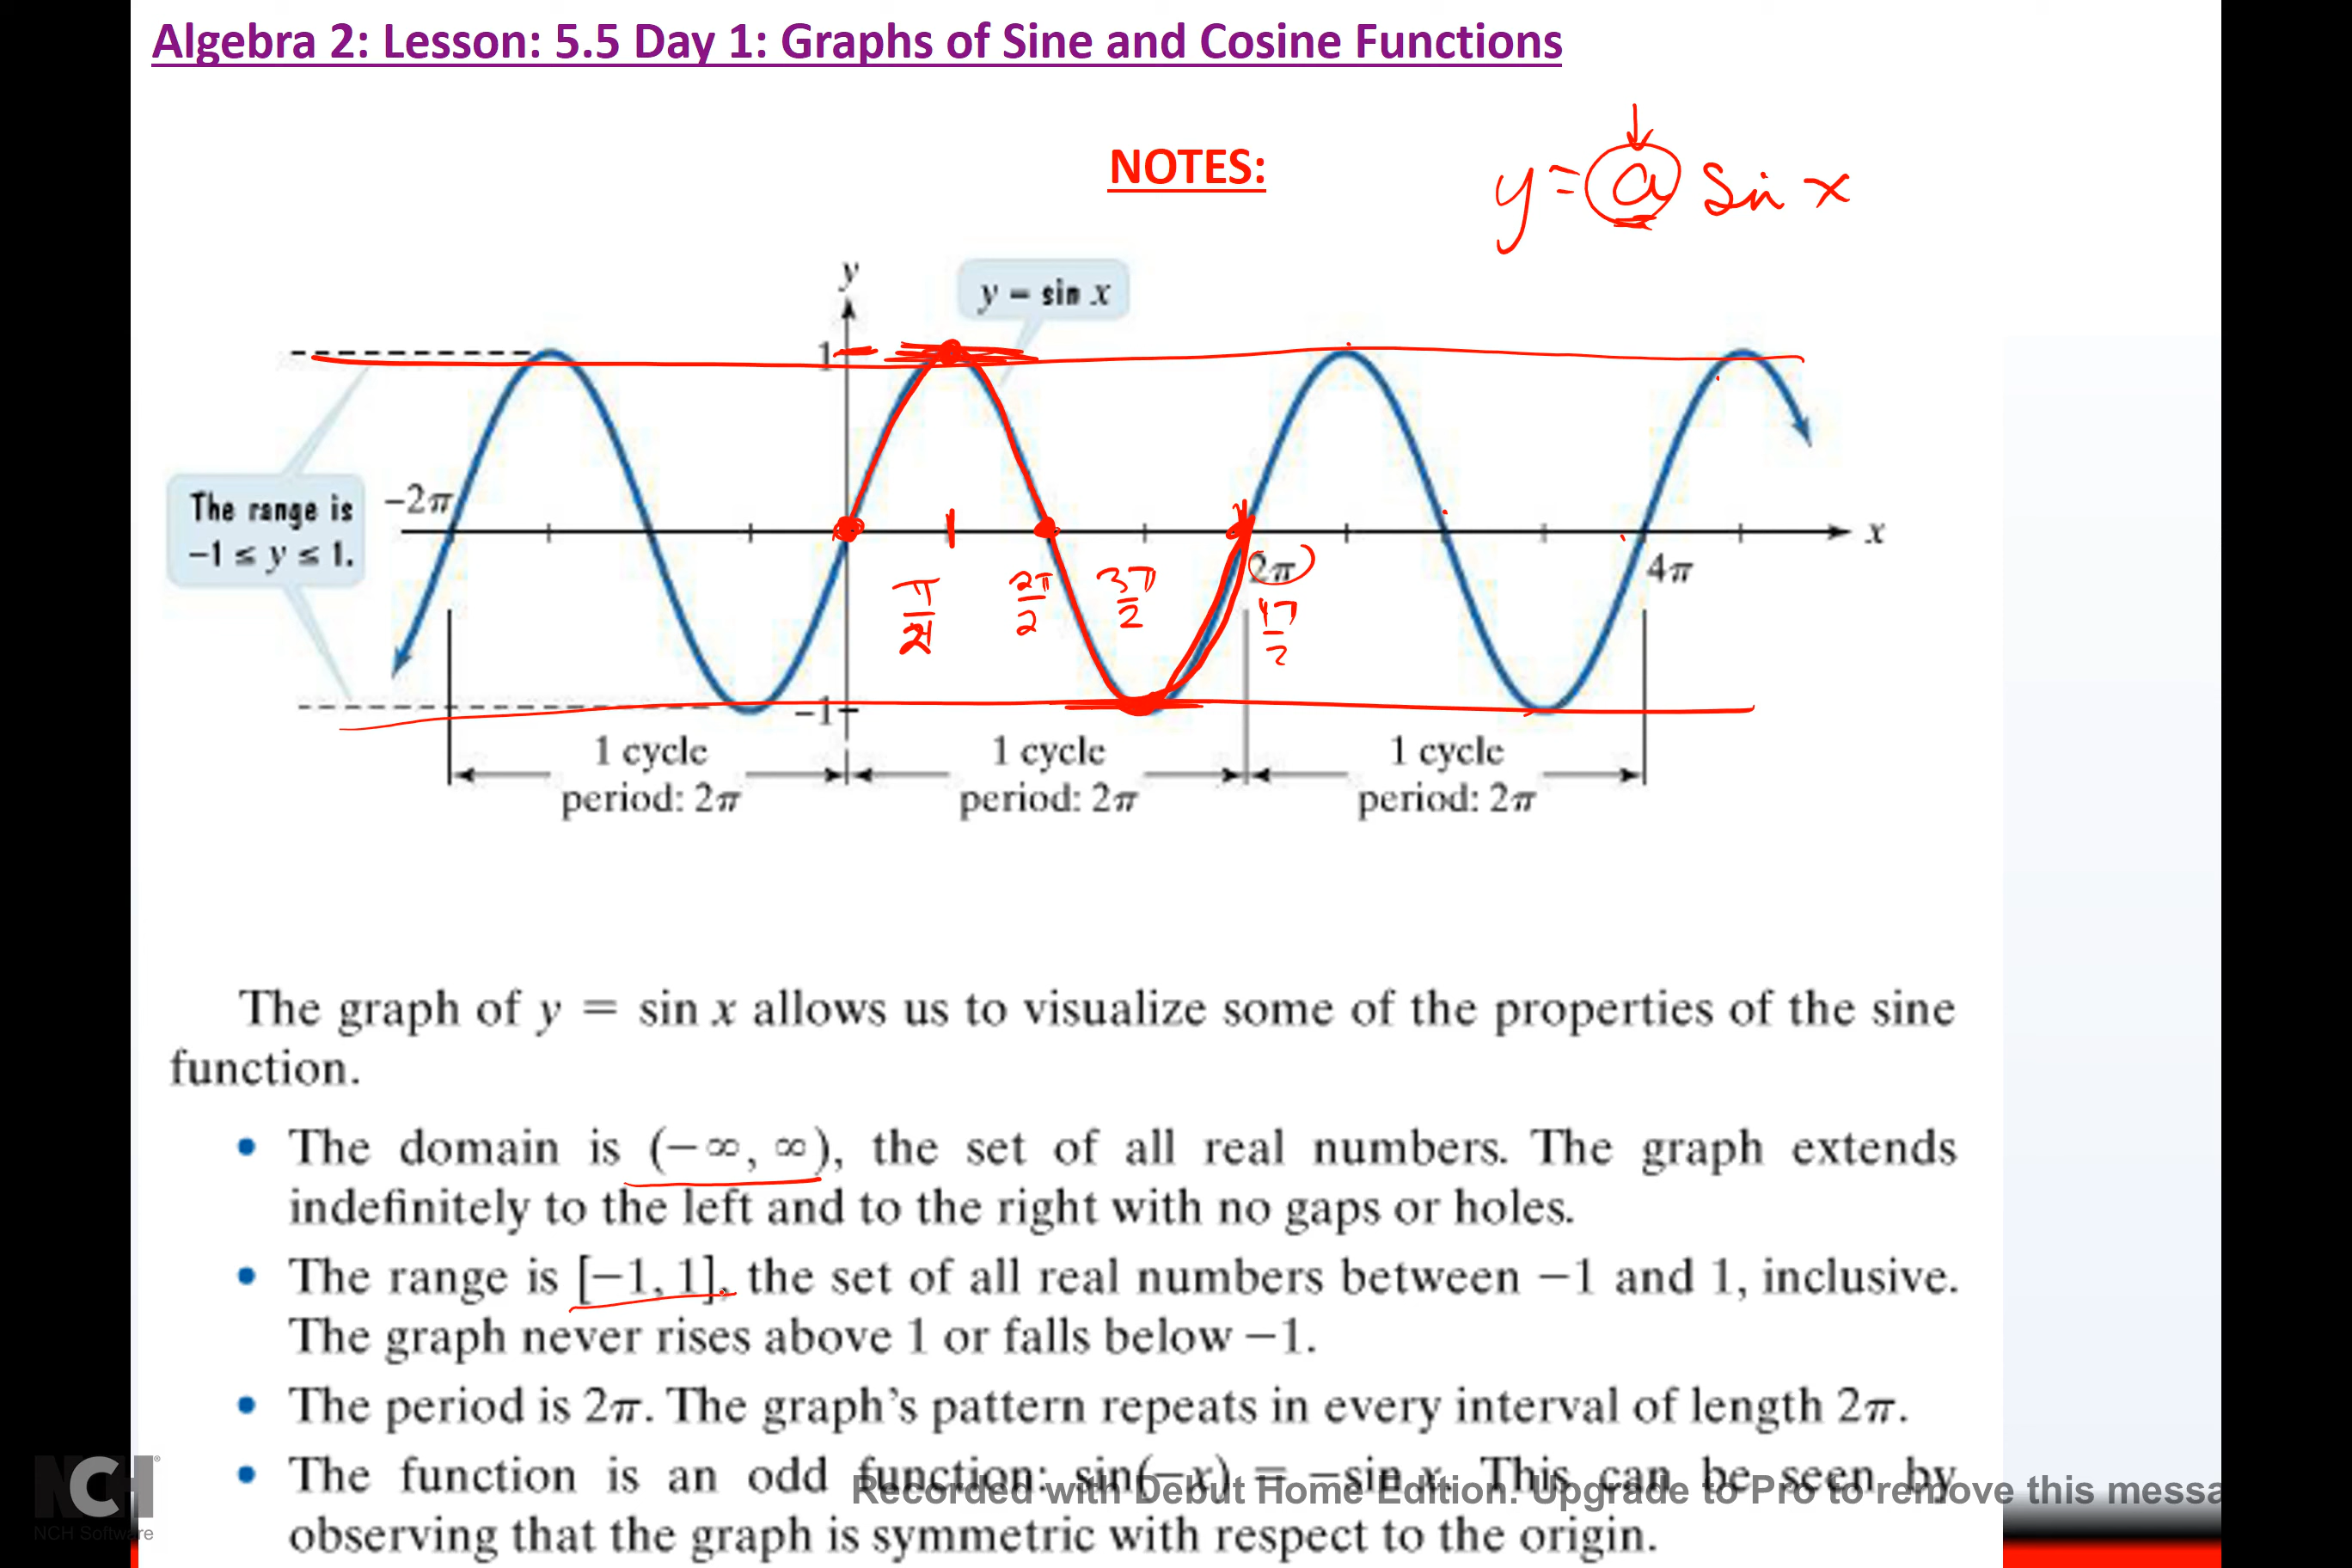 Algebra 2: Lesson: 5.5 Day 1: Graphs of Sine and Cosine Functions
NOTES:
y = a sin x
y
y = sin x
1
The range is
−1 ≤ y ≤ 1.
−2π
x
2π
4π
π/2
2π/2
3π/2
4π/2
−1
1 cycle
period: 2π
1 cycle
period: 2π
1 cycle
period: 2π
The graph of y = sin x allows us to visualize some of the properties of the sine
function.
• The domain is (−∞, ∞), the set of all real numbers. The graph extends
indefinitely to the left and to the right with no gaps or holes.
• The range is [−1, 1], the set of all real numbers between −1 and 1, inclusive.
The graph never rises above 1 or falls below −1.
• The period is 2π. The graph's pattern repeats in every interval of length 2π.
• The function is an odd function: sin(−x) = −sin x. This can be seen by
observing that the graph is symmetric with respect to the origin.
Recorded with Debut Home Edition. Upgrade to Pro to remove this messa
NCH®
NCH Software